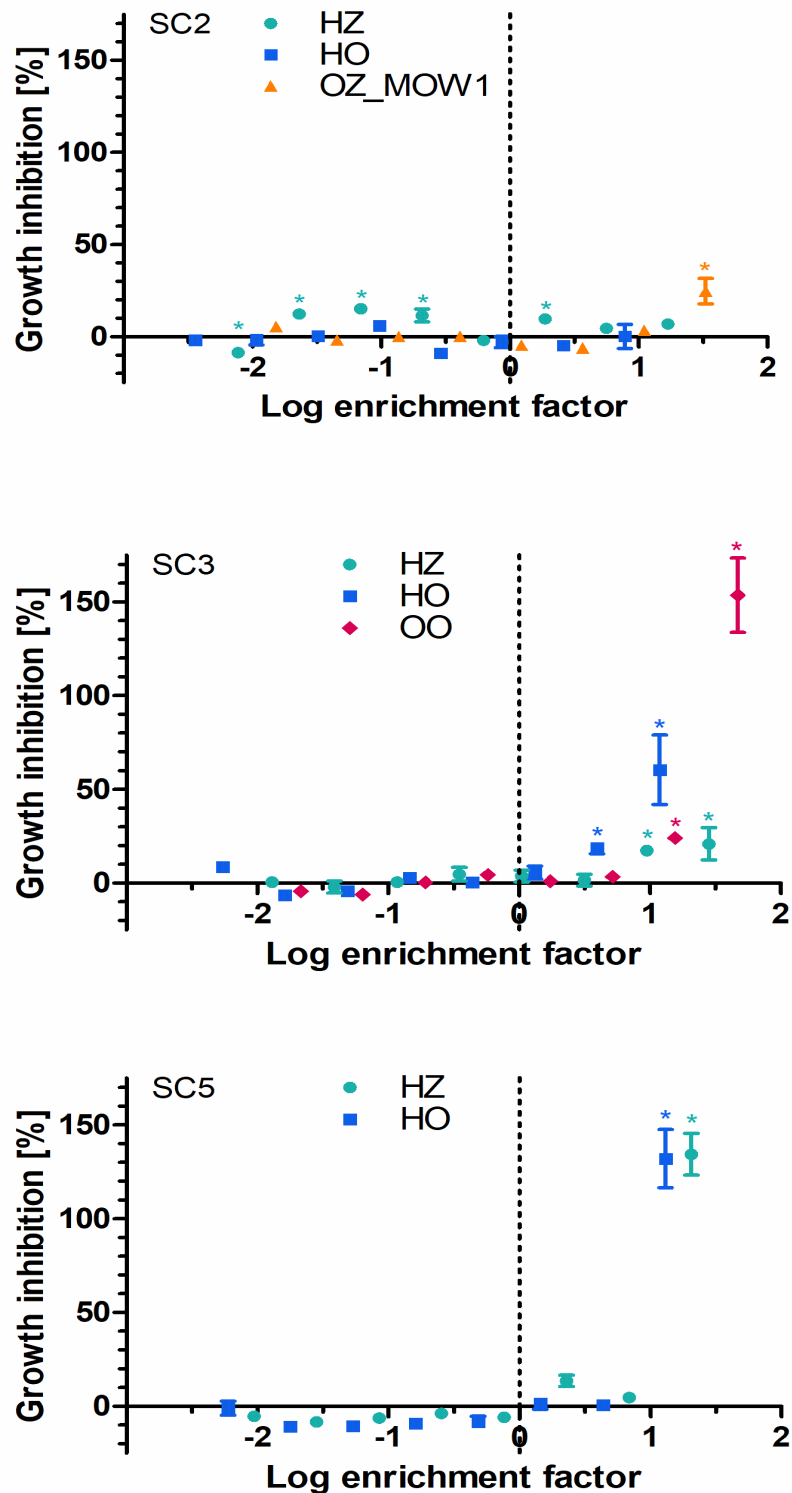 SC2
HZ
HO
OZ_MOW1
Growth inhibition [%]
150
100
50
0
* * * * * *
-2 -1 0 1 2
Log enrichment factor
SC3
HZ
HO
OO
Growth inhibition [%]
150
100
50
0
* * * * * *
-2 -1 0 1 2
Log enrichment factor
SC5
HZ
HO
Growth inhibition [%]
150
100
50
0
* *
-2 -1 0 1 2
Log enrichment factor